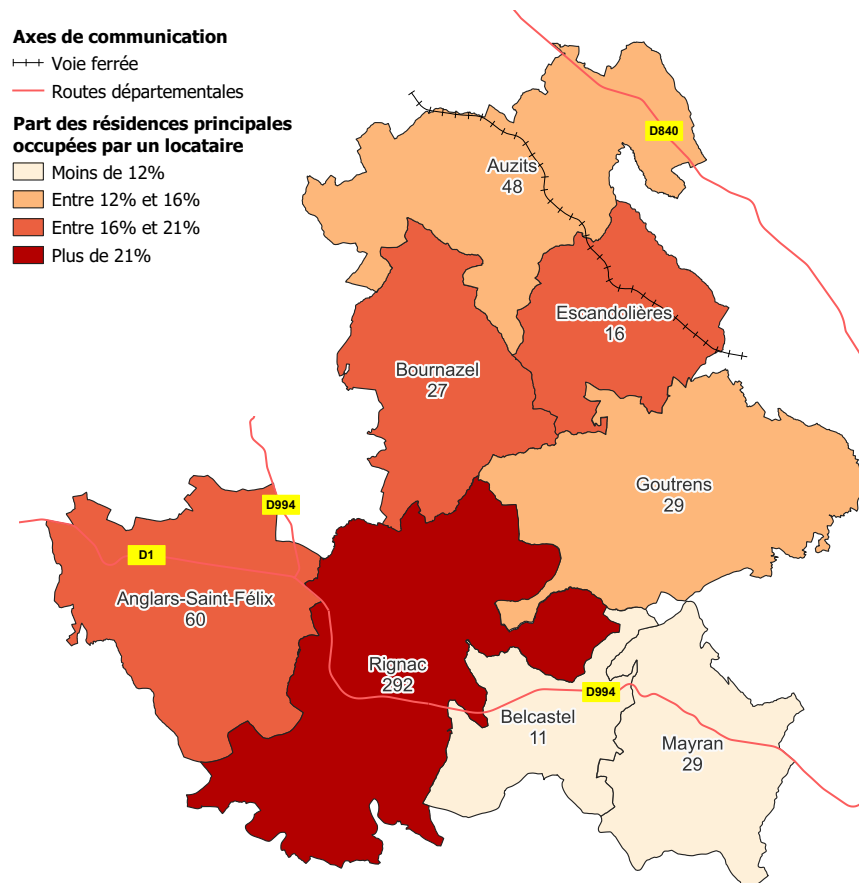 Axes de communication
Voie ferrée
Routes départementales
Part des résidences principales
occupées par un locataire
Moins de 12%
Entre 12% et 16%
Entre 16% et 21%
Plus de 21%
D840
Auzits
48
Escandolières
16
Bournazel
27
Goutrens
29
D994
D1
Anglars-Saint-Félix
60
Rignac
292
D994
Belcastel
11
Mayran
29